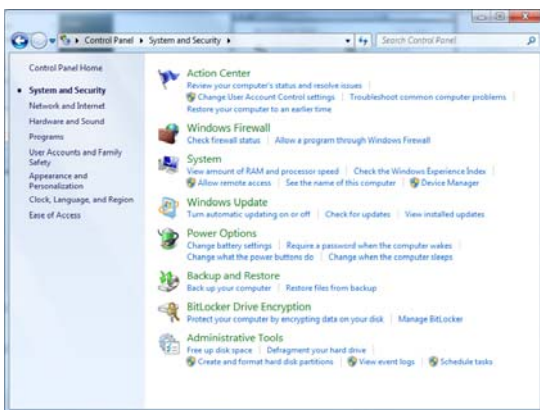 Control Panel ▸ System and Security ▸
Search Control Panel
Control Panel Home
System and Security
Network and Internet
Hardware and Sound
Programs
User Accounts and Family
Safety
Appearance and
Personalization
Clock, Language, and Region
Ease of Access
Action Center
Review your computer's status and resolve issues
Change User Account Control settings | Troubleshoot common computer problems
Restore your computer to an earlier time
Windows Firewall
Check firewall status | Allow a program through Windows Firewall
System
View amount of RAM and processor speed | Check the Windows Experience Index
Allow remote access | See the name of this computer | Device Manager
Windows Update
Turn automatic updating on or off | Check for updates | View installed updates
Power Options
Change battery settings | Require a password when the computer wakes
Change what the power buttons do | Change when the computer sleeps
Backup and Restore
Back up your computer | Restore files from backup
BitLocker Drive Encryption
Protect your computer by encrypting data on your disk | Manage BitLocker
Administrative Tools
Free up disk space | Defragment your hard drive
Create and format hard disk partitions | View event logs | Schedule tasks